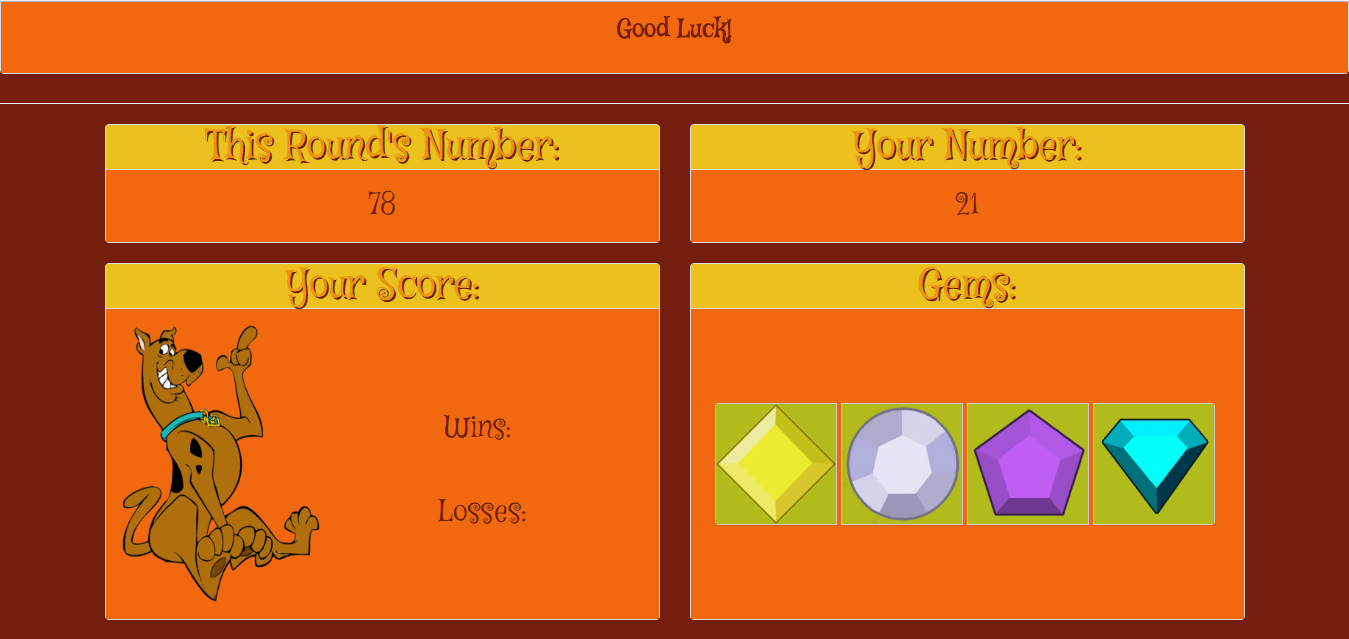 Good Luck!
This Round's Number:
78
Your Number:
21
Your Score:
Wins:
Losses:
Gems: